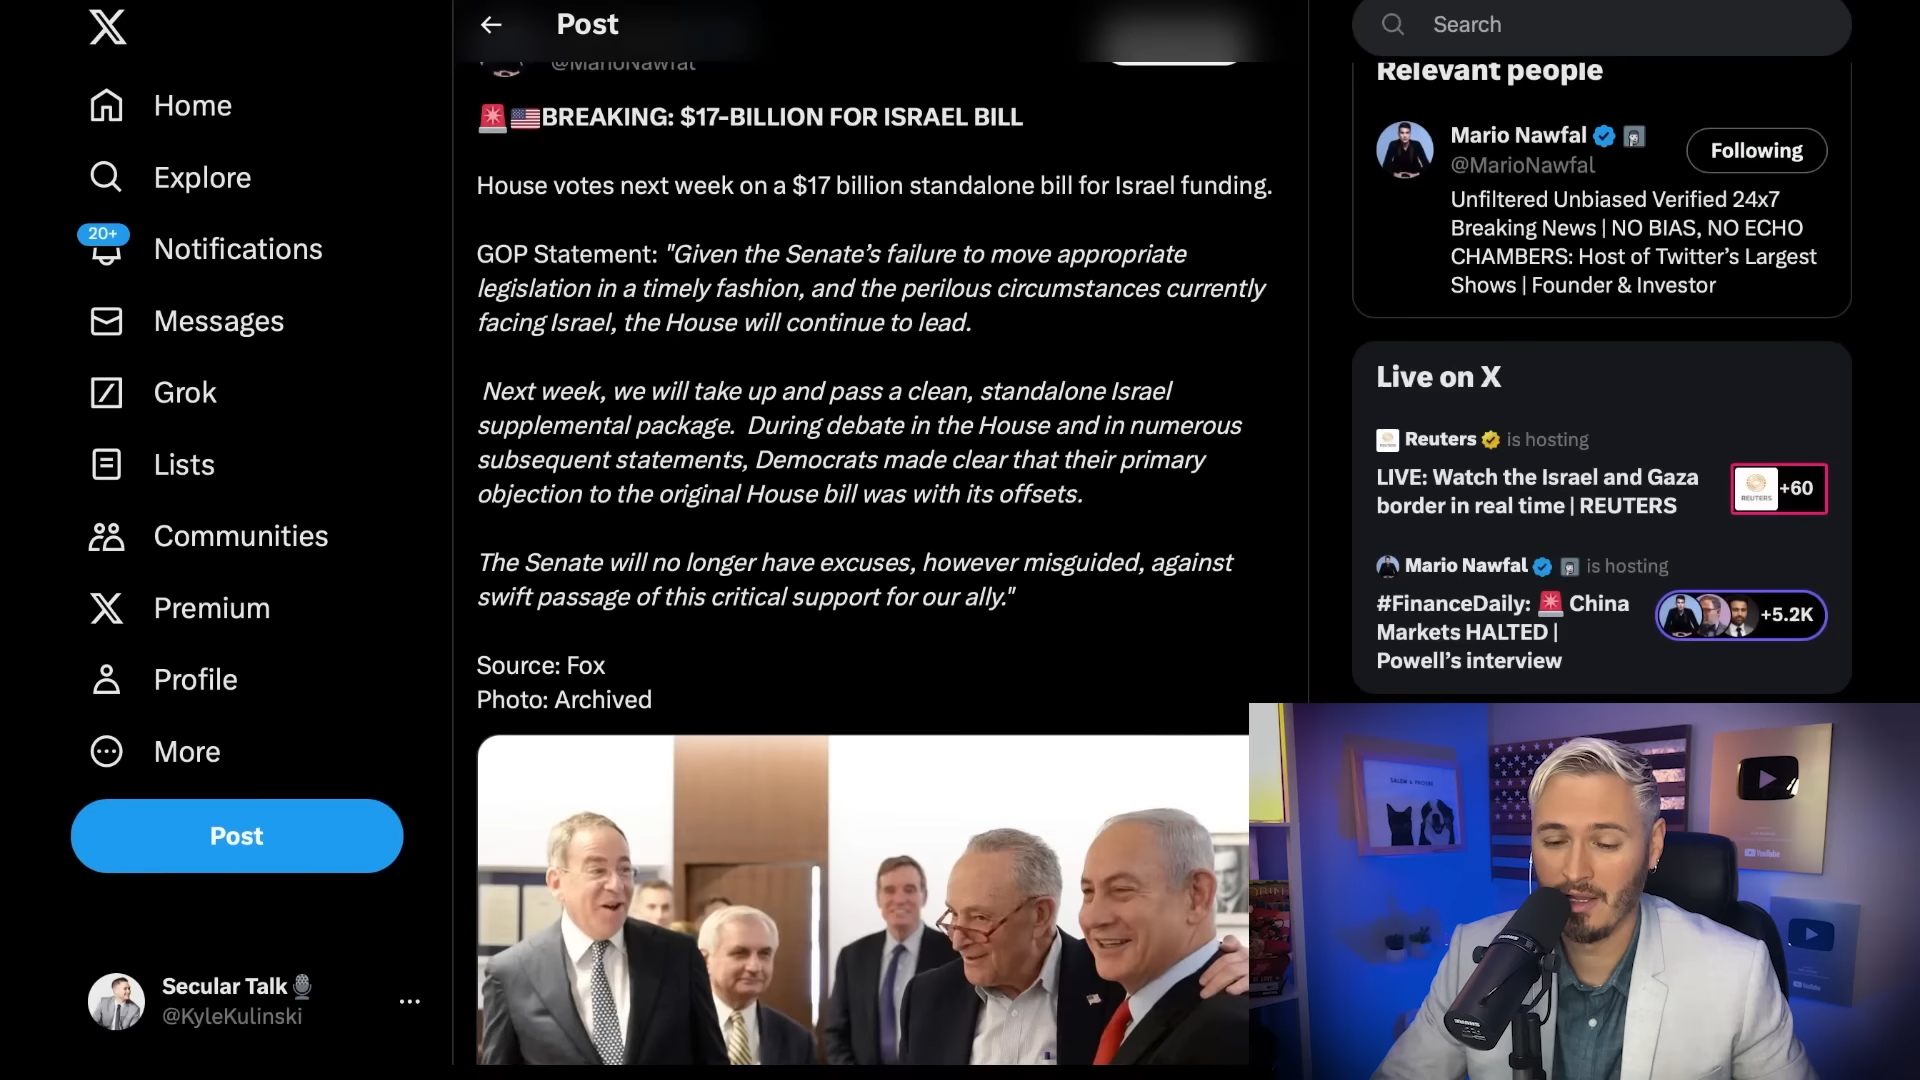 Home
Explore
20+
Notifications
Messages
Grok
Lists
Communities
Premium
Profile
More
Post
Secular Talk
@KyleKulinski
Post
@MarioNawfal
BREAKING: $17-BILLION FOR ISRAEL BILL
House votes next week on a $17 billion standalone bill for Israel funding.
GOP Statement: "Given the Senate’s failure to move appropriate
legislation in a timely fashion, and the perilous circumstances currently
facing Israel, the House will continue to lead.
Next week, we will take up and pass a clean, standalone Israel
supplemental package. During debate in the House and in numerous
subsequent statements, Democrats made clear that their primary
objection to the original House bill was with its offsets.
The Senate will no longer have excuses, however misguided, against
swift passage of this critical support for our ally."
Source: Fox
Photo: Archived
Search
Relevant people
Mario Nawfal
@MarioNawfal
Following
Unfiltered Unbiased Verified 24x7
Breaking News | NO BIAS, NO ECHO
CHAMBERS: Host of Twitter’s Largest
Shows | Founder & Investor
Live on X
Reuters is hosting
LIVE: Watch the Israel and Gaza
border in real time | REUTERS
REUTERS
+60
Mario Nawfal is hosting
#FinanceDaily: China
Markets HALTED |
Powell’s interview
+5.2K
SALEM & PHOEBE
YouTube
YouTube